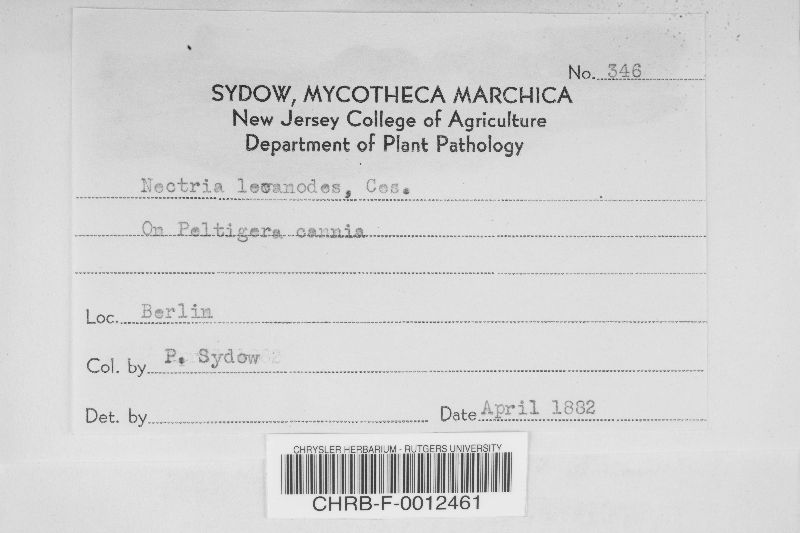 No. 346
SYDOW, MYCOTHECA MARCHICA
New Jersey College of Agriculture
Department of Plant Pathology
Nectria lecanodes, Ces.
On Peltigera cannia
Loc. Berlin
Col. by P. Sydow
Det. by
Date April 1882
CHRYSLER HERBARIUM - RUTGERS UNIVERSITY
CHRB-F-0012461